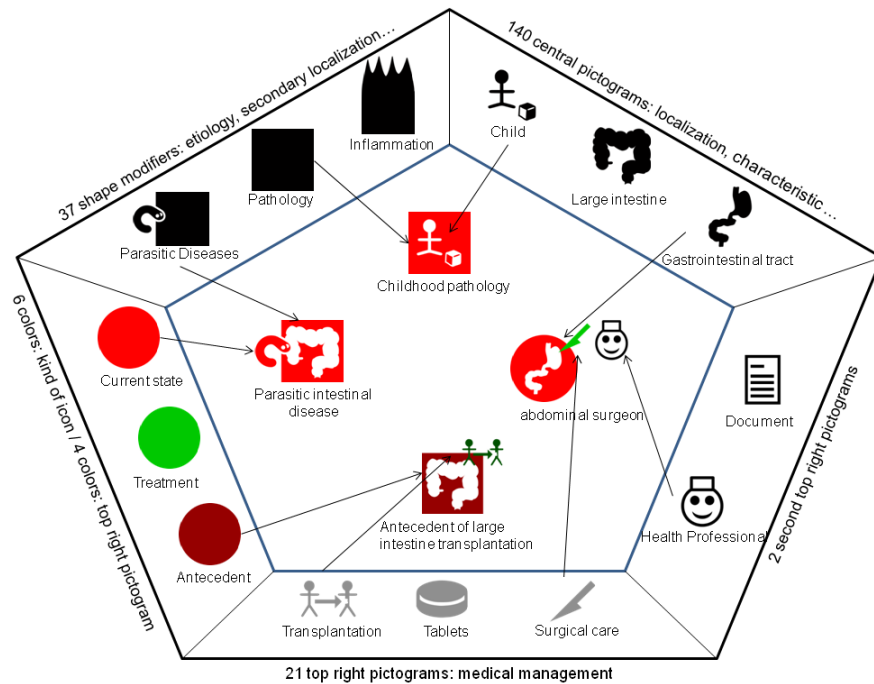 37 shape modifiers: etiology, secondary localization...
140 central pictograms: localization, characteristic ...
Inflammation
Child
Pathology
Large intestine
Parasitic Diseases
Gastrointestinal tract
Childhood pathology
6 colors: kind of icon / 4 colors: top right pictogram
Current state
Parasitic intestinal
disease
abdominal surgeon
Document
Treatment
2 second top right pictograms
Antecedent of large
intestine transplantation
Health Professional
Antecedent
Transplantation
Tablets
Surgical care
21 top right pictograms: medical management